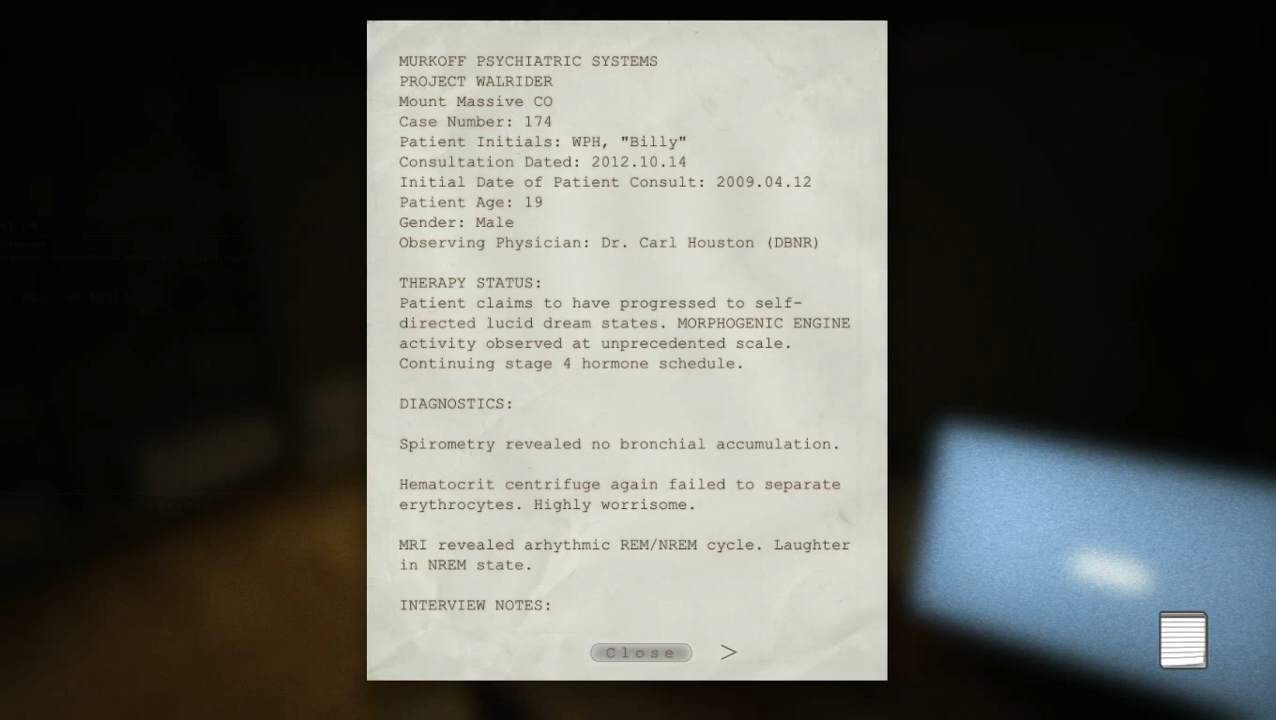 MURKOFF PSYCHIATRIC SYSTEMS
PROJECT WALRIDER
Mount Massive CO
Case Number: 174
Patient Initials: WPH, "Billy"
Consultation Dated: 2012.10.14
Initial Date of Patient Consult: 2009.04.12
Patient Age: 19
Gender: Male
Observing Physician: Dr. Carl Houston (DBNR)
THERAPY STATUS:
Patient claims to have progressed to self-
directed lucid dream states. MORPHOGENIC ENGINE
activity observed at unprecedented scale.
Continuing stage 4 hormone schedule.
DIAGNOSTICS:
Spirometry revealed no bronchial accumulation.
Hematocrit centrifuge again failed to separate
erythrocytes. Highly worrisome.
MRI revealed arhythmic REM/NREM cycle. Laughter
in NREM state.
INTERVIEW NOTES:
Close >